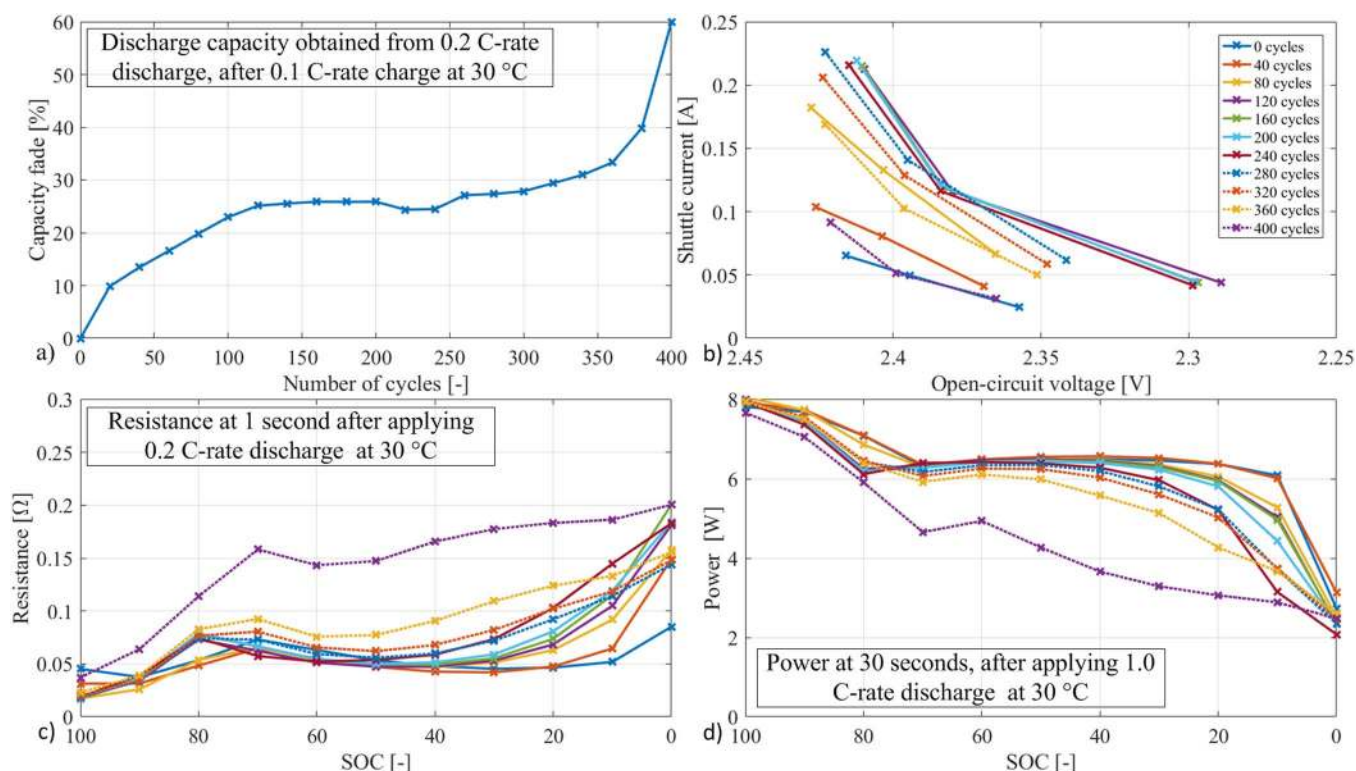 60
50
40
30
20
10
0
Capacity fade [%]
Discharge capacity obtained from 0.2 C-rate
discharge, after 0.1 C-rate charge at 30 °C
a)
0 50 100 150 200 250 300 350 400
Number of cycles [-]
0.25
0.2
0.15
0.1
0.05
0
Shuttle current [A]
0 cycles
40 cycles
80 cycles
120 cycles
160 cycles
200 cycles
240 cycles
280 cycles
320 cycles
360 cycles
400 cycles
b)
2.45 2.4 2.35 2.3 2.25
Open-circuit voltage [V]
0.3
0.25
0.2
0.15
0.1
0.05
0
Resistance [Ω]
Resistance at 1 second after applying
0.2 C-rate discharge at 30 °C
c)
100 80 60 40 20 0
SOC [-]
8
6
4
2
0
Power [W]
Power at 30 seconds, after applying 1.0
C-rate discharge at 30 °C
d)
100 80 60 40 20 0
SOC [-]